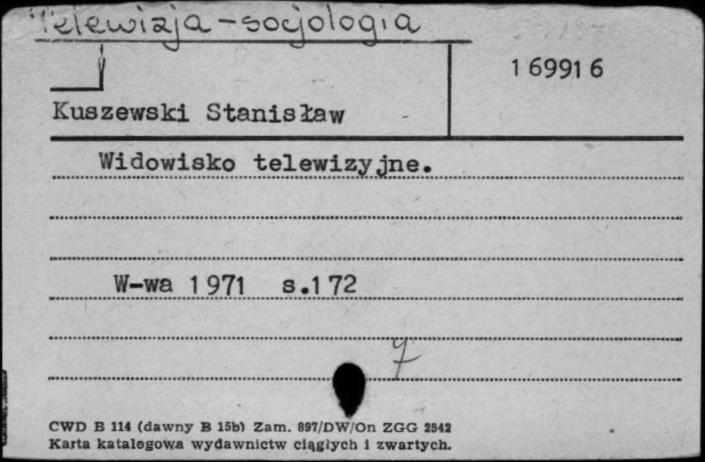 Telewizja - socjologia
169916
Kuszewski Stanisław
Widowisko telewizyjne.
W-wa 1971 s.172
7
CWD B 114 (dawny B 15b) Zam. 897/DW/On ZGG 2542
Karta katalogowa wydawnictw ciągłych i zwartych.